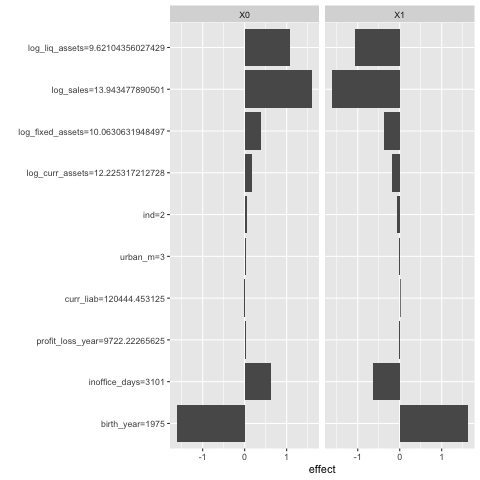 X0 X1
log_liq_assets=9.62104356027429
log_sales=13.943477890501
log_fixed_assets=10.0630631948497
log_curr_assets=12.225317212728
ind=2
urban_m=3
curr_liab=120444.453125
profit_loss_year=9722.22265625
inoffice_days=3101
birth_year=1975
-1 0 1 -1 0 1
effect